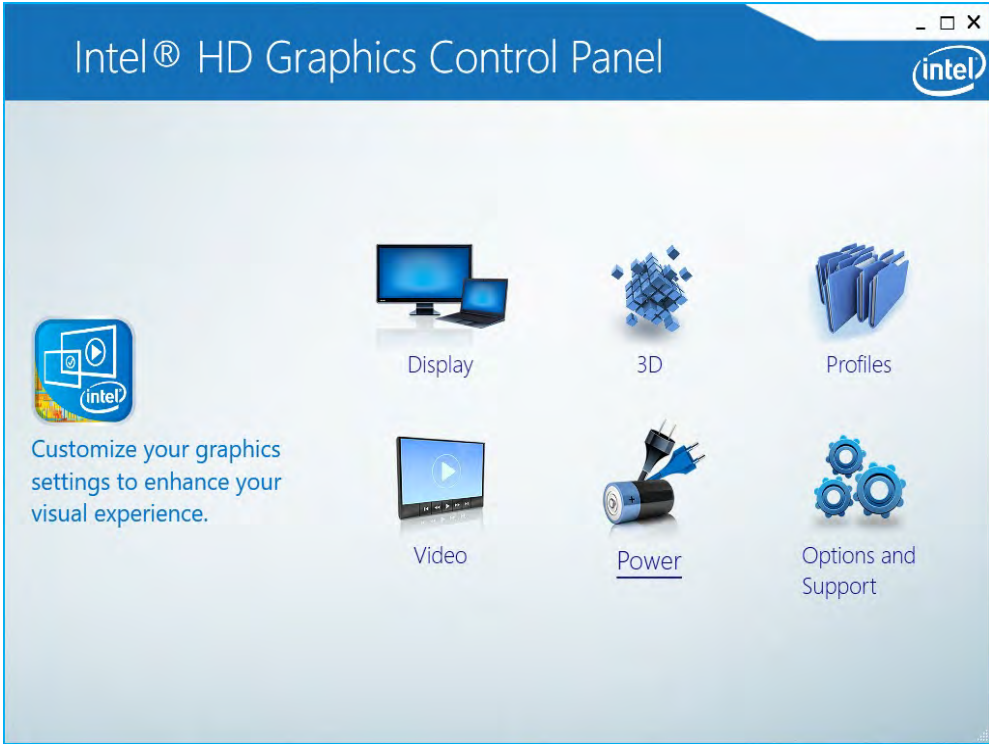 Intel® HD Graphics Control Panel
intel
Display
3D
Profiles
intel
Customize your graphics
settings to enhance your
visual experience.
Video
Power
Options and
Support